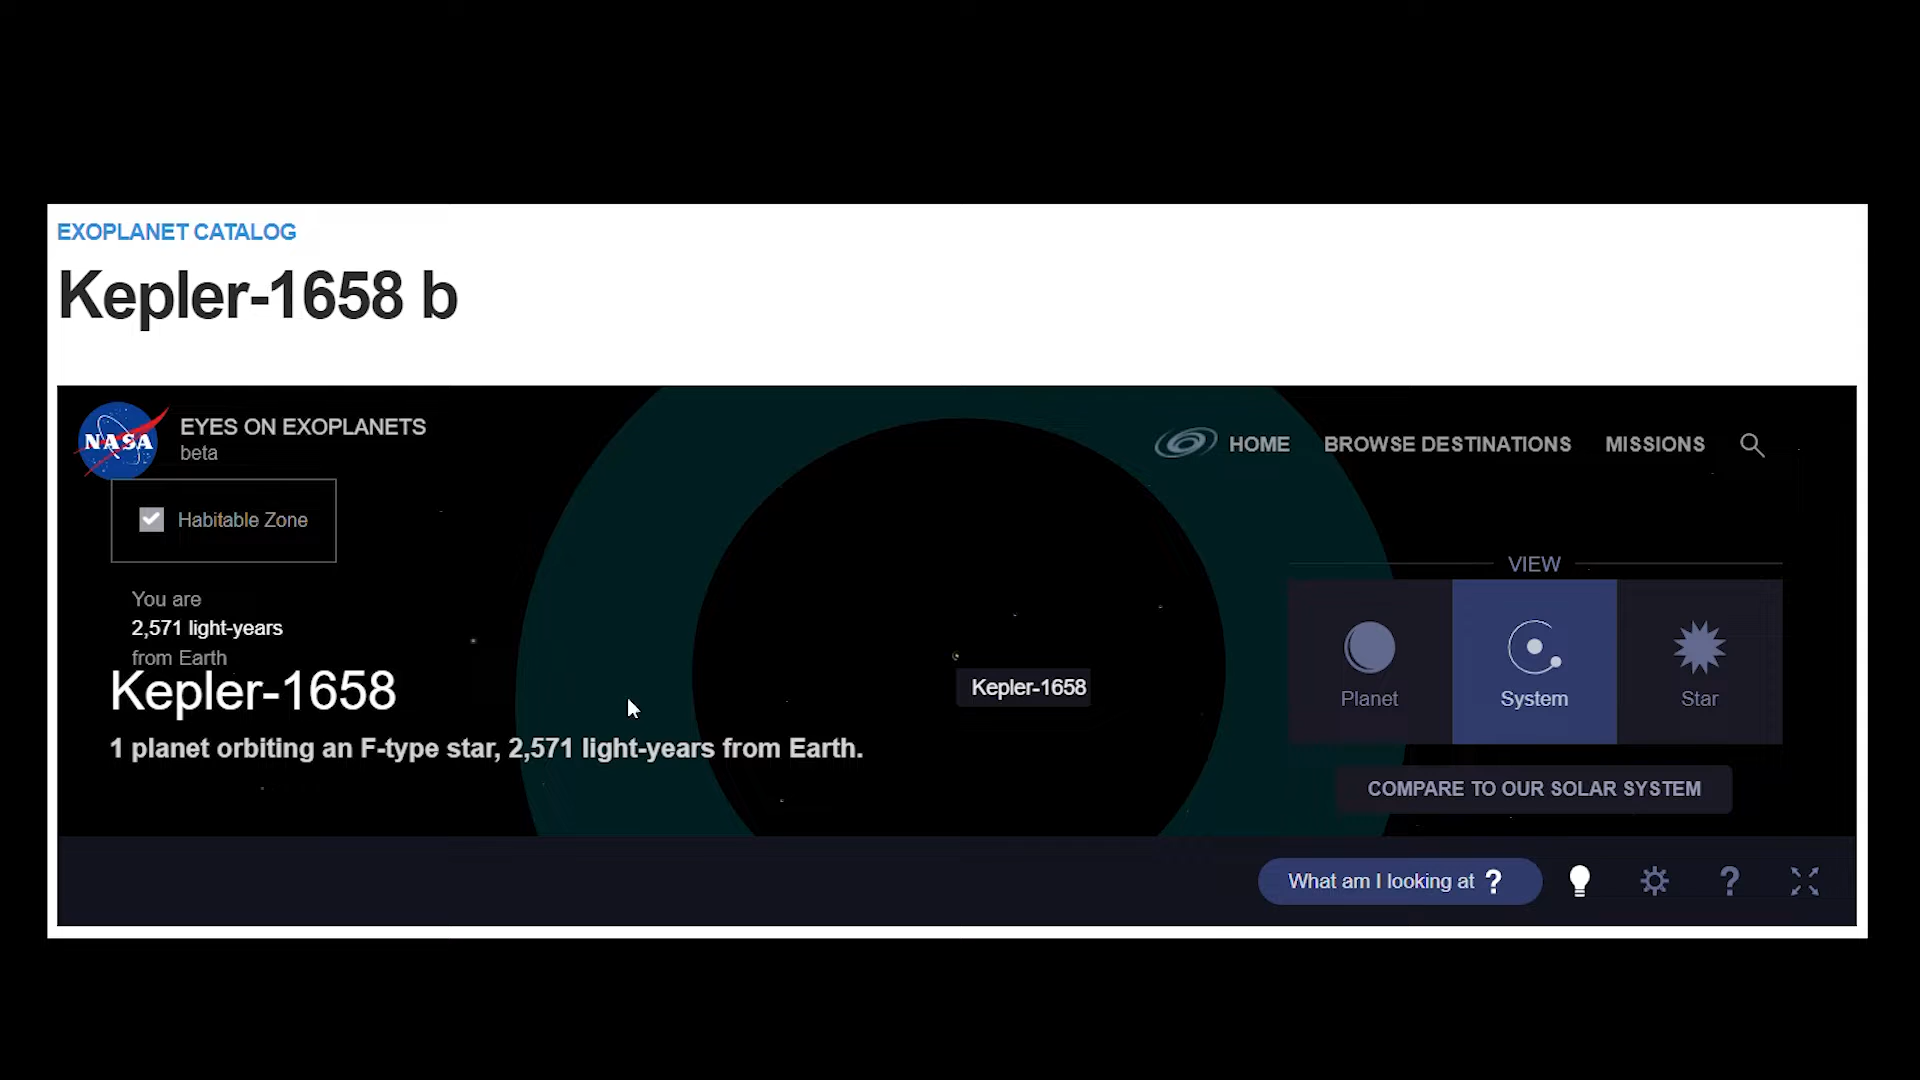 EXOPLANET CATALOG
Kepler-1658 b
NASA
EYES ON EXOPLANETS
beta
HOME BROWSE DESTINATIONS MISSIONS
Habitable Zone
You are
2,571 light-years
from Earth
Kepler-1658
1 planet orbiting an F-type star, 2,571 light-years from Earth.
Kepler-1658
VIEW
Planet System Star
COMPARE TO OUR SOLAR SYSTEM
What am I looking at ?
?